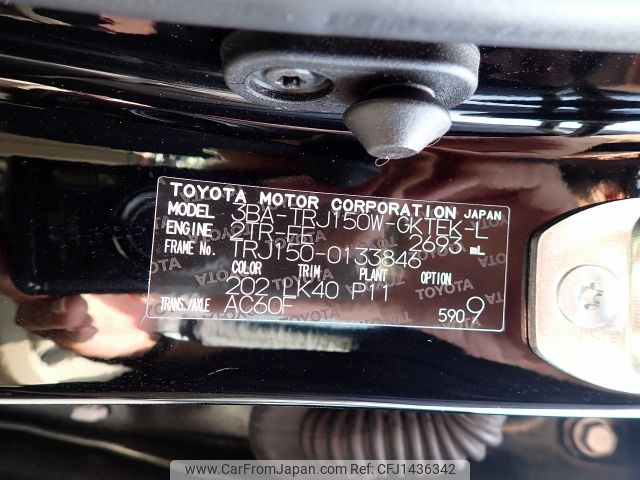 TOYOTA MOTOR CORPORATION JAPAN
MODEL 3BA-TRJ150W-GKTEK-L
ENGINE 2TR-FE 2693 mL
FRAME No. TRJ150-0133846
COLOR TRIM PLANT OPTION
202 LK40 P11
TRANS./AXLE AC60F 590 9
www.CarFromJapan.com - CFJ1436342